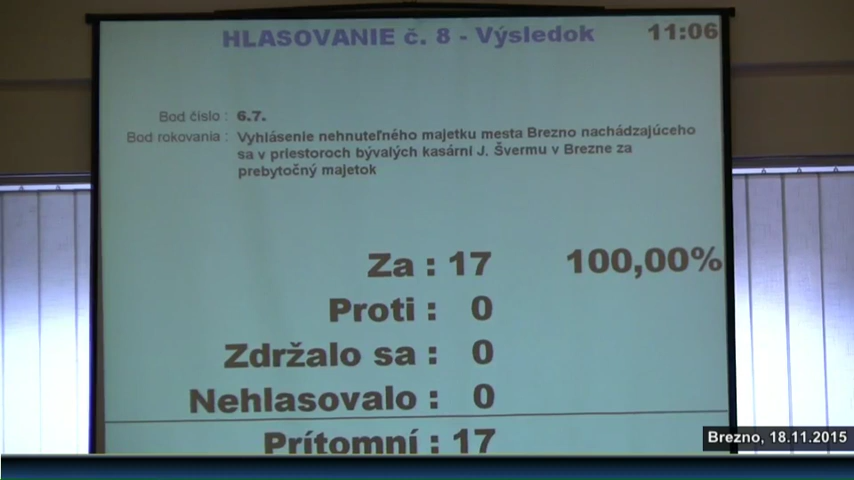 HLASOVANIE č. 8 - Výsledok 11:06
Bod číslo : 6.7.
Bod rokovania : Vyhlásenie nehnuteľného majetku mesta Brezno nachádzajúceho
sa v priestoroch bývalých kasární J. Švermu v Brezne za
prebytočný majetok
Za : 17 100,00%
Proti : 0
Zdržalo sa : 0
Nehlasovalo : 0
Prítomní : 17
Brezno, 18.11.2015